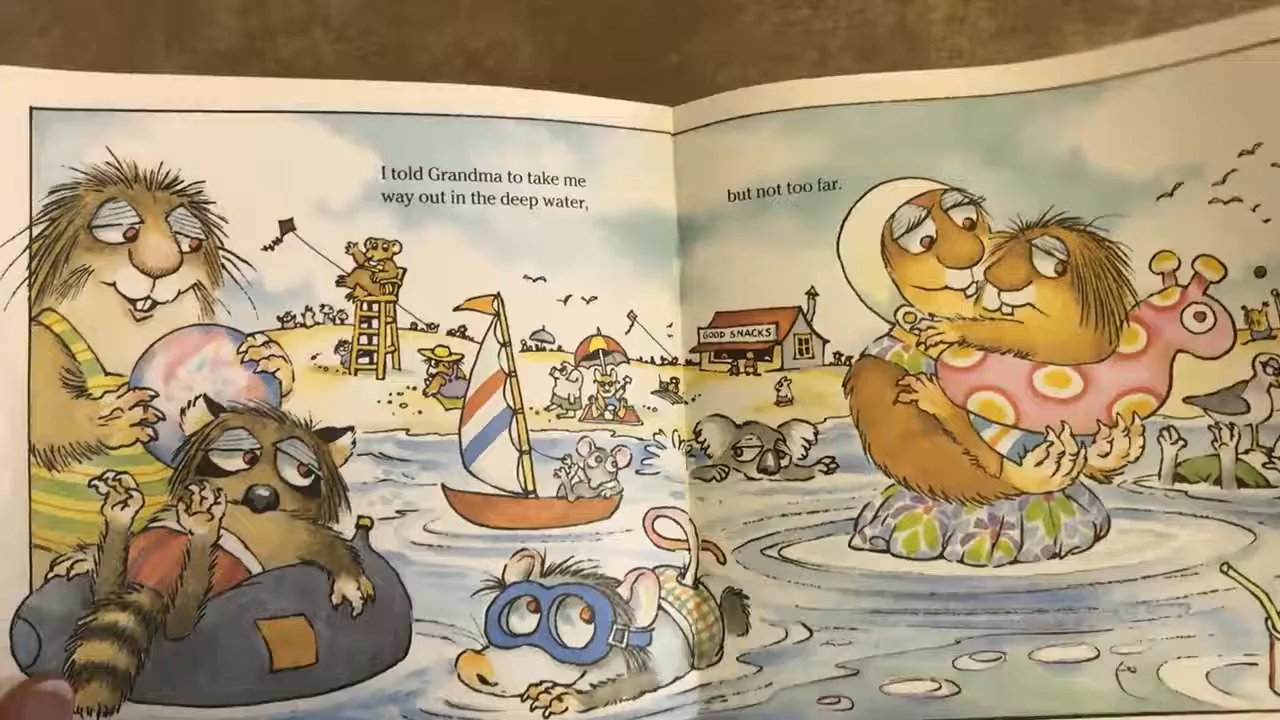 I told Grandma to take me
way out in the deep water,
but not too far.
GOOD SNACKS